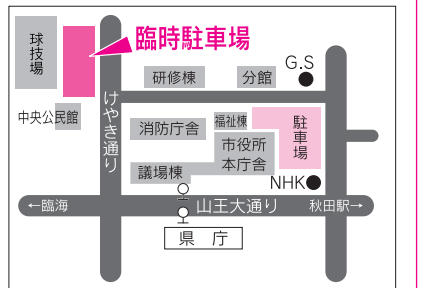 球技場
臨時駐車場
研修棟
分館
G.S
中央公民館
けやき通り
消防庁舎
福祉棟
駐車場
市役所
本庁舎
議場棟
NHK
←臨海
山王大通り
秋田駅→
県庁